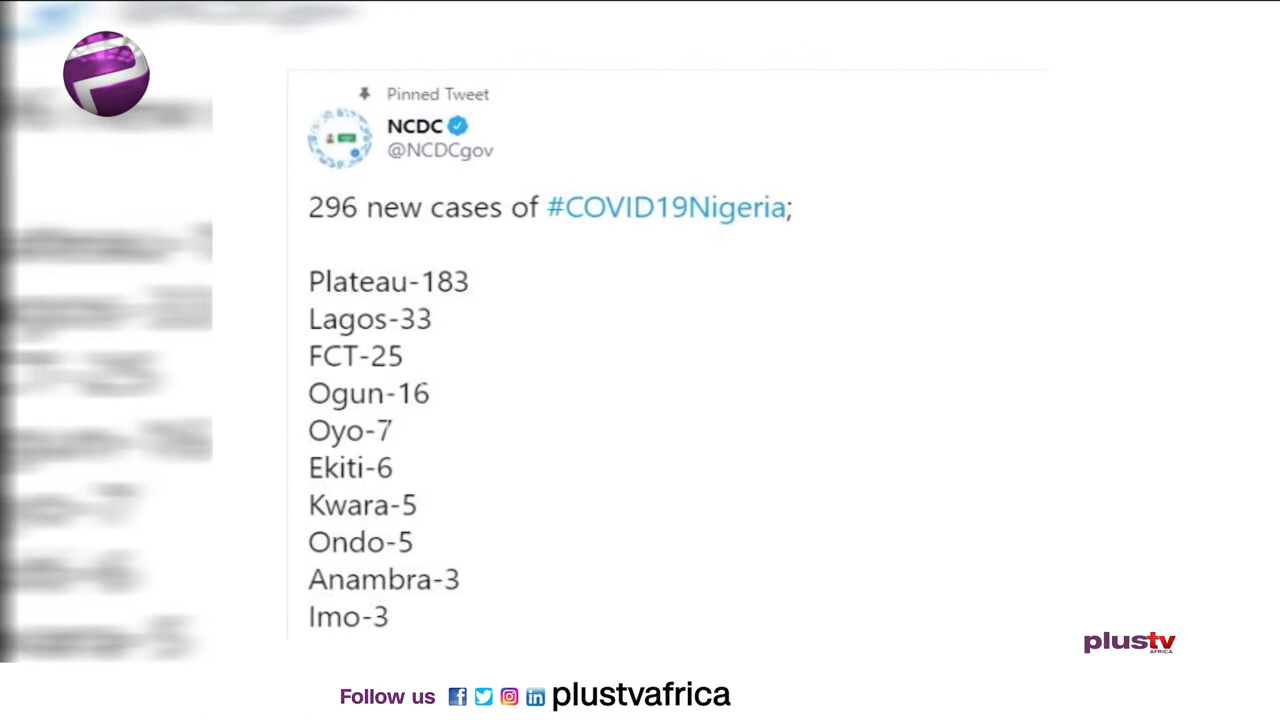 Pinned Tweet
NCDC
@NCDCgov
296 new cases of #COVID19Nigeria;
Plateau-183
Lagos-33
FCT-25
Ogun-16
Oyo-7
Ekiti-6
Kwara-5
Ondo-5
Anambra-3
Imo-3
plustv
AFRICA
Follow us plustvafrica